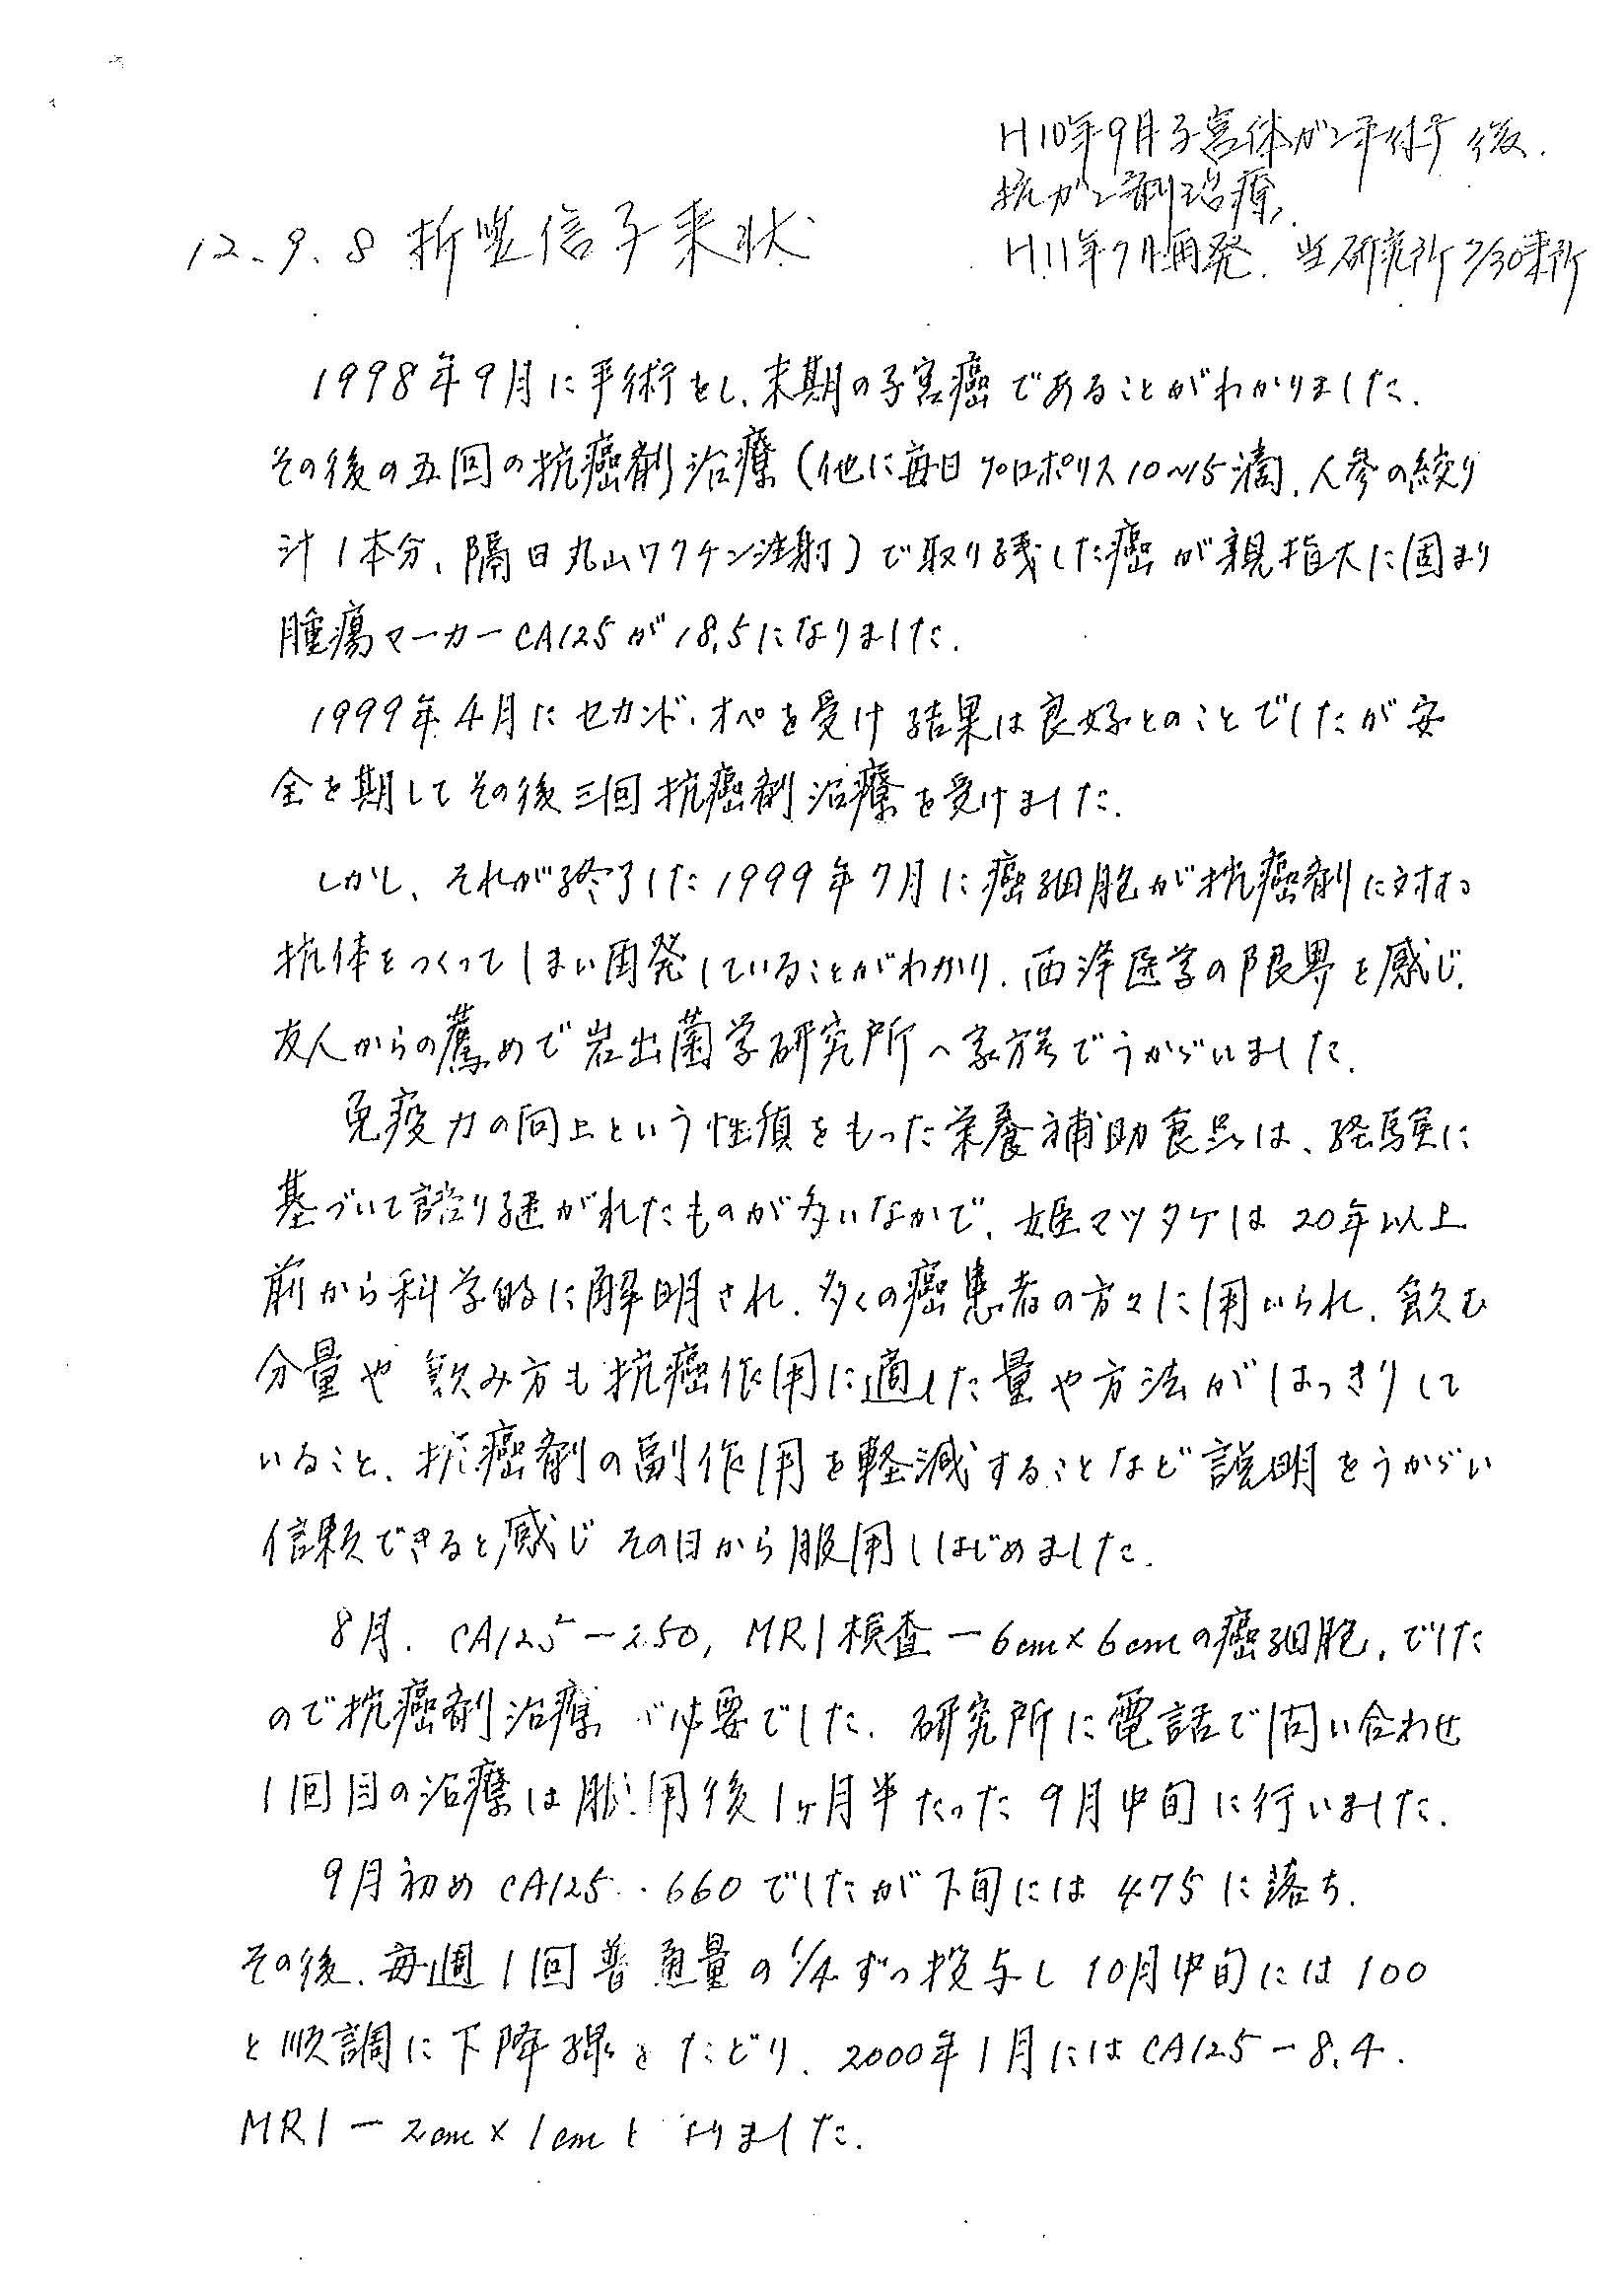 H10年9月子宮体ガン手術後.
抗ガン剤治療,
H11年7月再発. 当研究所7/30来所
12.9.8 折 信子来状
1998年9月に手術をし、末期の子宮癌であることがわかりました.
その後の五回の抗癌剤治療(他に毎日プロポリス10〜15滴、人参の絞り
汁1本分、隔日丸山ワクチン注射)で取り残した癌が親指大に固まり
腫瘍マーカーCA125が18.5になりました.
1999年4月にセカンド・オペを受け結果は良好とのことでしたが安
全を期してその後三回抗癌剤治療を受けました.
しかし、それが終了した1999年7月に癌細胞が抗癌剤に対する
抗体をつくってしまい再発していることがわかり、西洋医学の限界を感じ、
友人からの薦めで岩出菌学研究所へ家族でうかがいました.
免疫力の向上という性質をもった栄養補助食品は、経験に
基づいて語り継がれたものが多いなかで、姫マツタケは20年以上
前から科学的に解明され、多くの癌患者の方々に用いられ、飲む
分量や飲み方も抗癌作用に適した量や方法がはっきりして
いること、抗癌剤の副作用を軽減することなど説明をうかがい
信頼できると感じその日から服用しはじめました.
8月. CA125ー250, MRI検査ー6cm×6cmの癌細胞、でした
ので抗癌剤治療が必要でした. 研究所に電話で問い合わせ
1回目の治療は服用後1ヶ月半たった9月中旬に行いました.
9月初めCA125・・660でしたが下旬には475に落ち、
その後、毎週1回普通量の1/4ずつ投与し10月中旬には100
と順調に下降線をたどり、2000年1月にはCA125ー8.4.
MRIー2cm×1cmとなりました.